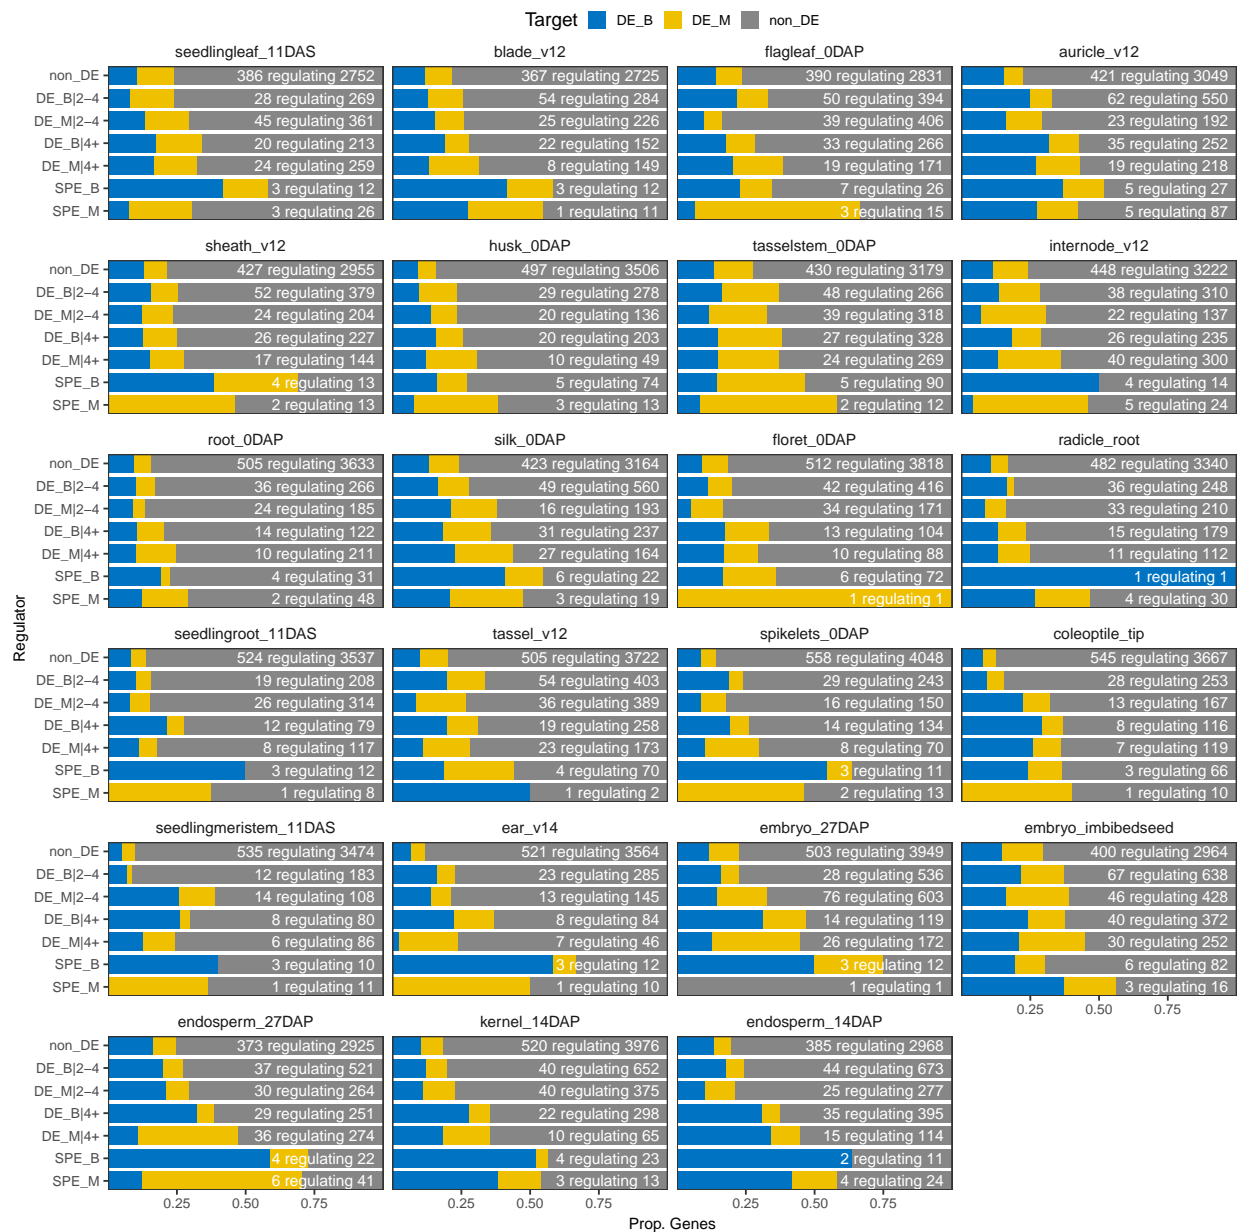 Target DE_B DE_M non_DE
seedlingleaf_11DAS blade_v12 flagleaf_0DAP auricle_v12
non_DE 386 regulating 2752 367 regulating 2725 390 regulating 2831 421 regulating 3049
DE_B|2−4 28 regulating 269 54 regulating 284 50 regulating 394 62 regulating 550
DE_M|2−4 45 regulating 361 25 regulating 226 39 regulating 406 23 regulating 192
DE_B|4+ 20 regulating 213 22 regulating 152 33 regulating 266 35 regulating 252
DE_M|4+ 24 regulating 259 8 regulating 149 19 regulating 171 19 regulating 218
SPE_B 3 regulating 12 3 regulating 12 7 regulating 26 5 regulating 27
SPE_M 3 regulating 26 1 regulating 11 3 regulating 15 5 regulating 87
sheath_v12 husk_0DAP tasselstem_0DAP internode_v12
non_DE 427 regulating 2955 497 regulating 3506 430 regulating 3179 448 regulating 3222
DE_B|2−4 52 regulating 379 29 regulating 278 48 regulating 266 38 regulating 310
DE_M|2−4 24 regulating 204 20 regulating 136 39 regulating 318 22 regulating 137
DE_B|4+ 26 regulating 227 20 regulating 203 27 regulating 328 26 regulating 235
DE_M|4+ 17 regulating 144 10 regulating 49 24 regulating 269 40 regulating 300
SPE_B 4 regulating 13 5 regulating 74 5 regulating 90 4 regulating 14
SPE_M 2 regulating 13 3 regulating 13 2 regulating 12 5 regulating 24
root_0DAP silk_0DAP floret_0DAP radicle_root
non_DE 505 regulating 3633 423 regulating 3164 512 regulating 3818 482 regulating 3340
DE_B|2−4 36 regulating 266 49 regulating 560 42 regulating 416 36 regulating 248
DE_M|2−4 24 regulating 185 16 regulating 193 34 regulating 171 33 regulating 210
DE_B|4+ 14 regulating 122 31 regulating 237 13 regulating 104 15 regulating 179
DE_M|4+ 10 regulating 211 27 regulating 164 10 regulating 88 11 regulating 112
SPE_B 4 regulating 31 6 regulating 22 6 regulating 72 1 regulating 1
SPE_M 2 regulating 48 3 regulating 19 1 regulating 1 4 regulating 30
Regulator
seedlingroot_11DAS tassel_v12 spikelets_0DAP coleoptile_tip
non_DE 524 regulating 3537 505 regulating 3722 558 regulating 4048 545 regulating 3667
DE_B|2−4 19 regulating 208 54 regulating 403 29 regulating 243 28 regulating 253
DE_M|2−4 26 regulating 314 36 regulating 389 16 regulating 150 13 regulating 167
DE_B|4+ 12 regulating 79 19 regulating 258 14 regulating 134 8 regulating 116
DE_M|4+ 8 regulating 117 23 regulating 173 8 regulating 70 7 regulating 119
SPE_B 3 regulating 12 4 regulating 70 3 regulating 11 3 regulating 66
SPE_M 1 regulating 8 1 regulating 2 2 regulating 13 1 regulating 10
seedlingmeristem_11DAS ear_v14 embryo_27DAP embryo_imbibedseed
non_DE 535 regulating 3474 521 regulating 3564 503 regulating 3949 400 regulating 2964
DE_B|2−4 12 regulating 183 23 regulating 285 28 regulating 536 67 regulating 638
DE_M|2−4 14 regulating 108 13 regulating 145 76 regulating 603 46 regulating 428
DE_B|4+ 8 regulating 80 8 regulating 84 14 regulating 119 40 regulating 372
DE_M|4+ 6 regulating 86 7 regulating 46 26 regulating 172 30 regulating 252
SPE_B 3 regulating 10 3 regulating 12 3 regulating 12 6 regulating 82
SPE_M 1 regulating 11 1 regulating 10 1 regulating 1 3 regulating 16
0.25 0.50 0.75
endosperm_27DAP kernel_14DAP endosperm_14DAP
non_DE 373 regulating 2925 520 regulating 3976 385 regulating 2968
DE_B|2−4 37 regulating 521 40 regulating 652 44 regulating 673
DE_M|2−4 30 regulating 264 40 regulating 375 25 regulating 277
DE_B|4+ 29 regulating 251 22 regulating 298 35 regulating 395
DE_M|4+ 36 regulating 274 10 regulating 65 15 regulating 114
SPE_B 4 regulating 22 4 regulating 23 2 regulating 11
SPE_M 6 regulating 41 3 regulating 13 4 regulating 24
0.25 0.50 0.75 0.25 0.50 0.75 0.25 0.50 0.75
Prop. Genes